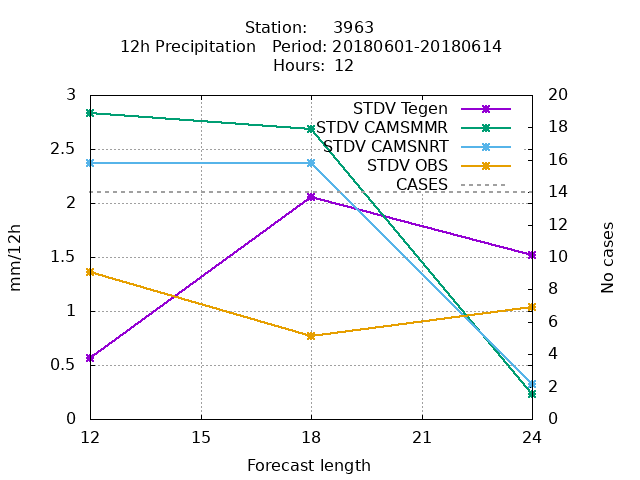 Station: 3963
12h Precipitation Period: 20180601-20180614
Hours: 12
3
2.5
2
1.5
1
0.5
0
mm/12h
20
18
16
14
12
10
8
6
4
2
0
No cases
STDV Tegen
STDV CAMSMMR
STDV CAMSNRT
STDV OBS
CASES
12 15 18 21 24
Forecast length